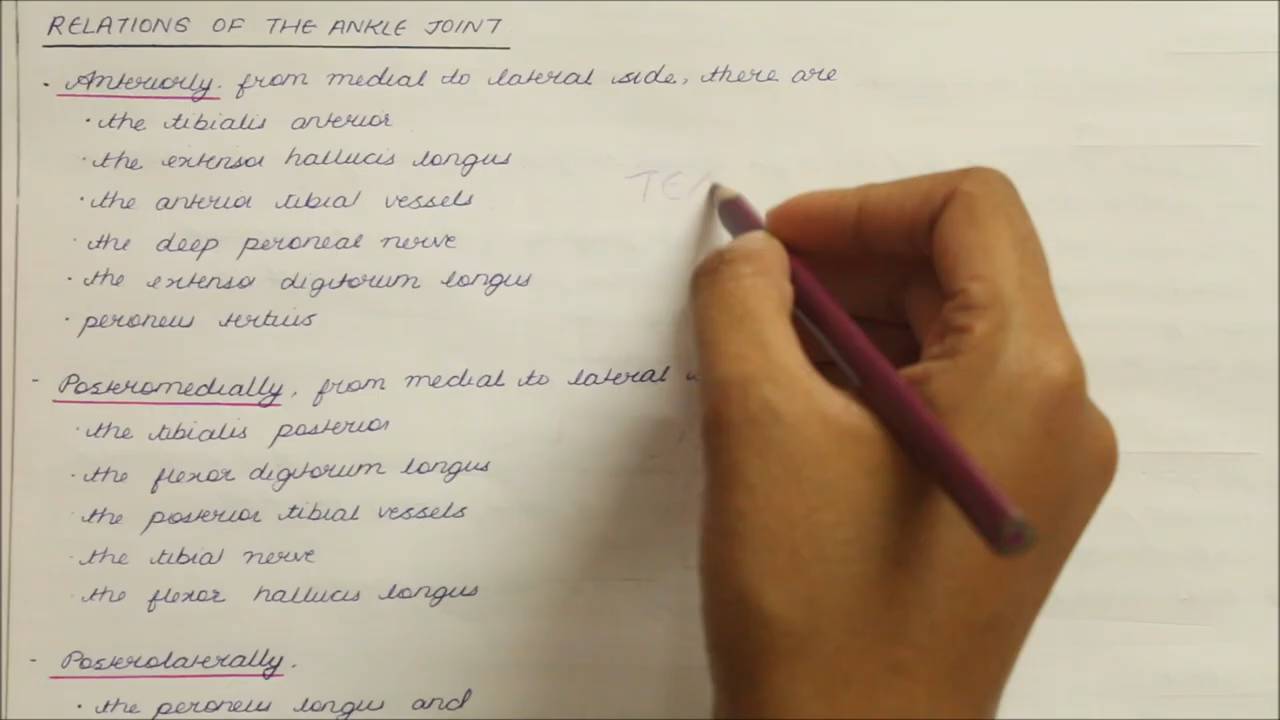 RELATIONS OF THE ANKLE JOINT
· Anteriorly, from medial to lateral side, there are
· the tibialis anterior
· the extensor hallucis longus
TE
· the anterior tibial vessels
· the deep peroneal nerve
· the extensor digitorum longus
· peroneus tertius
- Posteromedially, from medial to lateral
· the tibialis posterior
· the flexor digitorum longus
· the posterior tibial vessels
· the tibial nerve
· the flexor hallucis longus
- Posterolaterally.
· the peroneus longus and